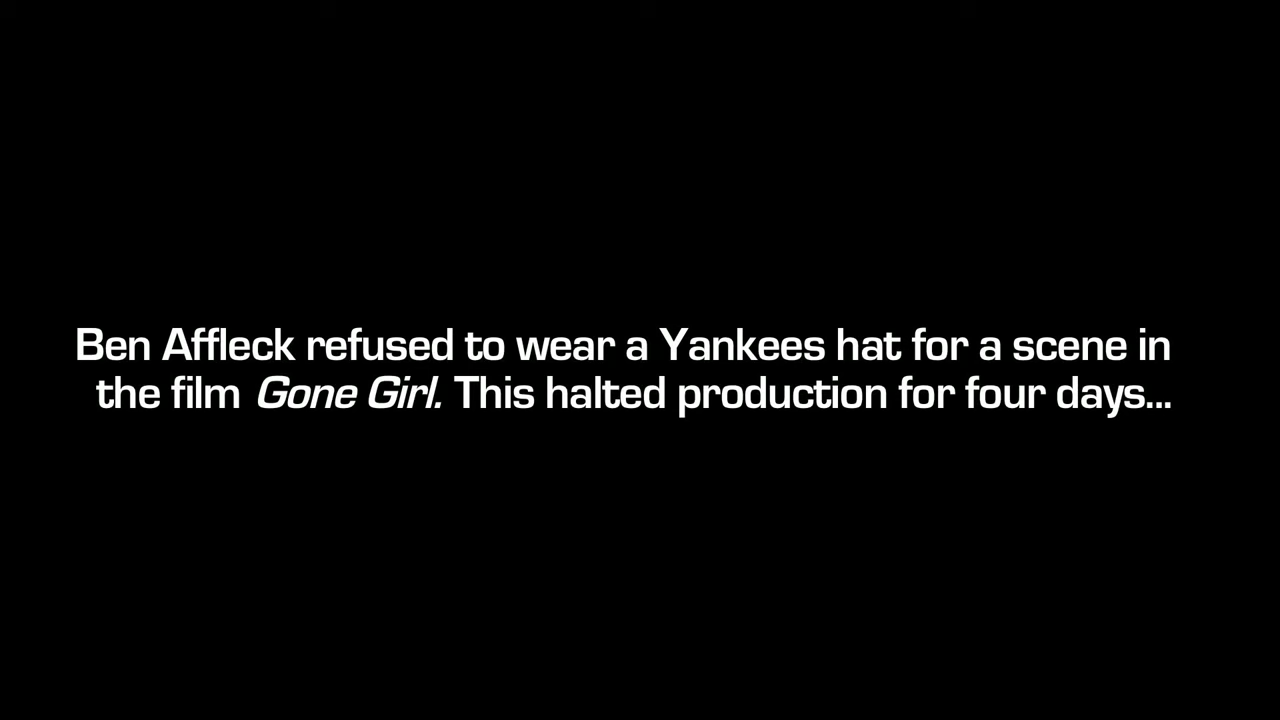 Ben Affleck refused to wear a Yankees hat for a scene in
the film Gone Girl. This halted production for four days...